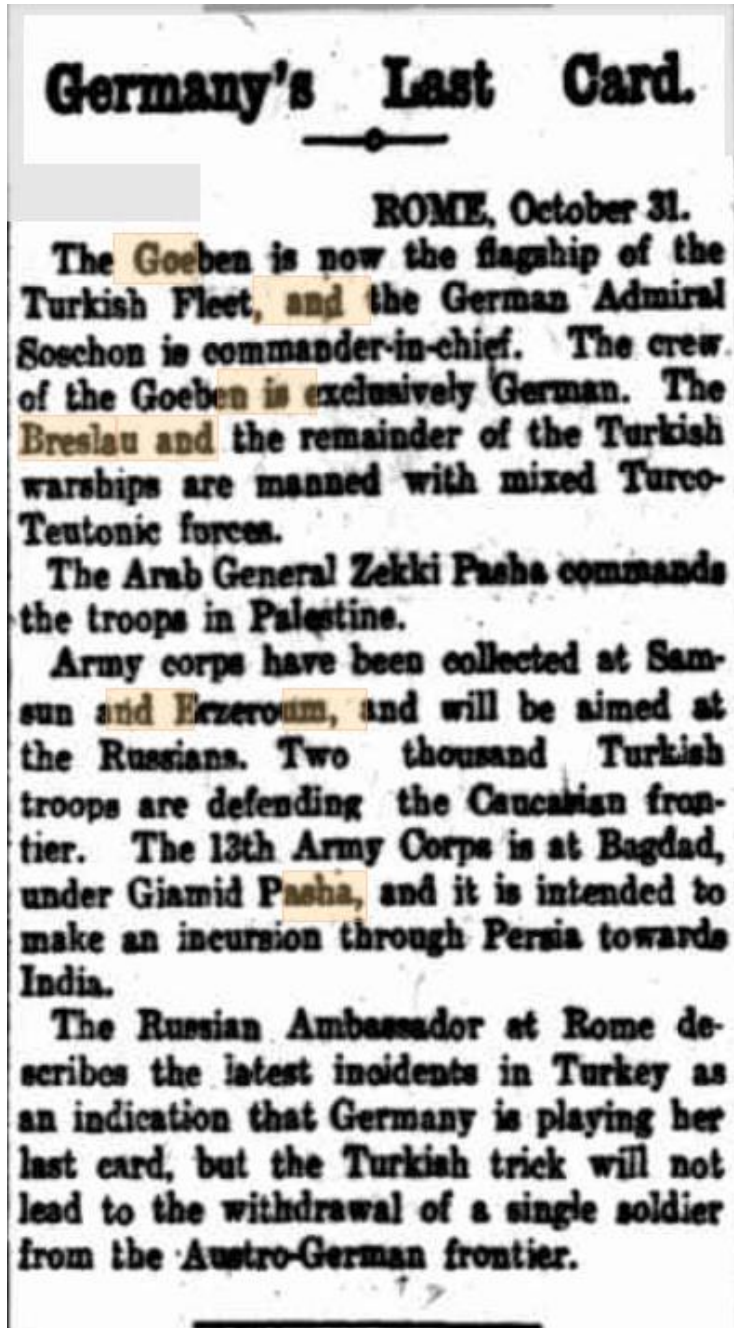 Germany's Last Card.
ROME, October 31.
The Goeben is now the flagship of the
Turkish Fleet, and the German Admiral
Soschon is commander-in-chief. The crew
of the Goeben is exclusively German. The
Breslau and the remainder of the Turkish
warships are manned with mixed Turco-
Teutonic forces.
The Arab General Zekki Pasha commands
the troops in Palestine.
Army corps have been collected at Sam-
sun and Erzeroum, and will be aimed at
the Russians. Two thousand Turkish
troops are defending the Caucasian fron-
tier. The 13th Army Corps is at Bagdad,
under Giamid Pasha, and it is intended to
make an incursion through Persia towards
India.
The Russian Ambassador at Rome de-
scribes the latest incidents in Turkey as
an indication that Germany is playing her
last card, but the Turkish trick will not
lead to the withdrawal of a single soldier
from the Austro-German frontier.